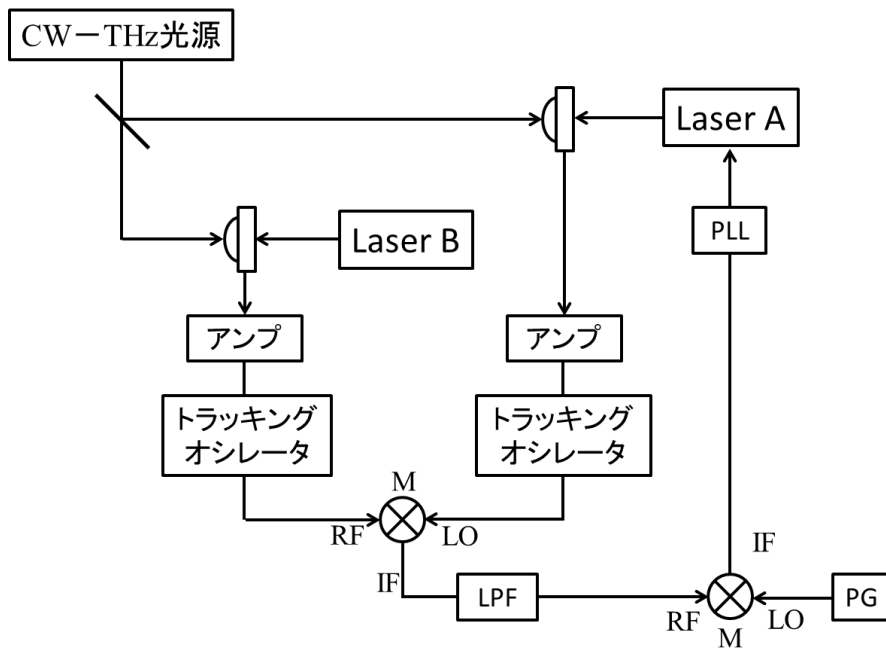 CW－THz光源
Laser A
PLL
Laser B
アンプ
アンプ
トラッキング
オシレータ
トラッキング
オシレータ
M
RF
LO
IF
LPF
IF
RF
LO
M
PG